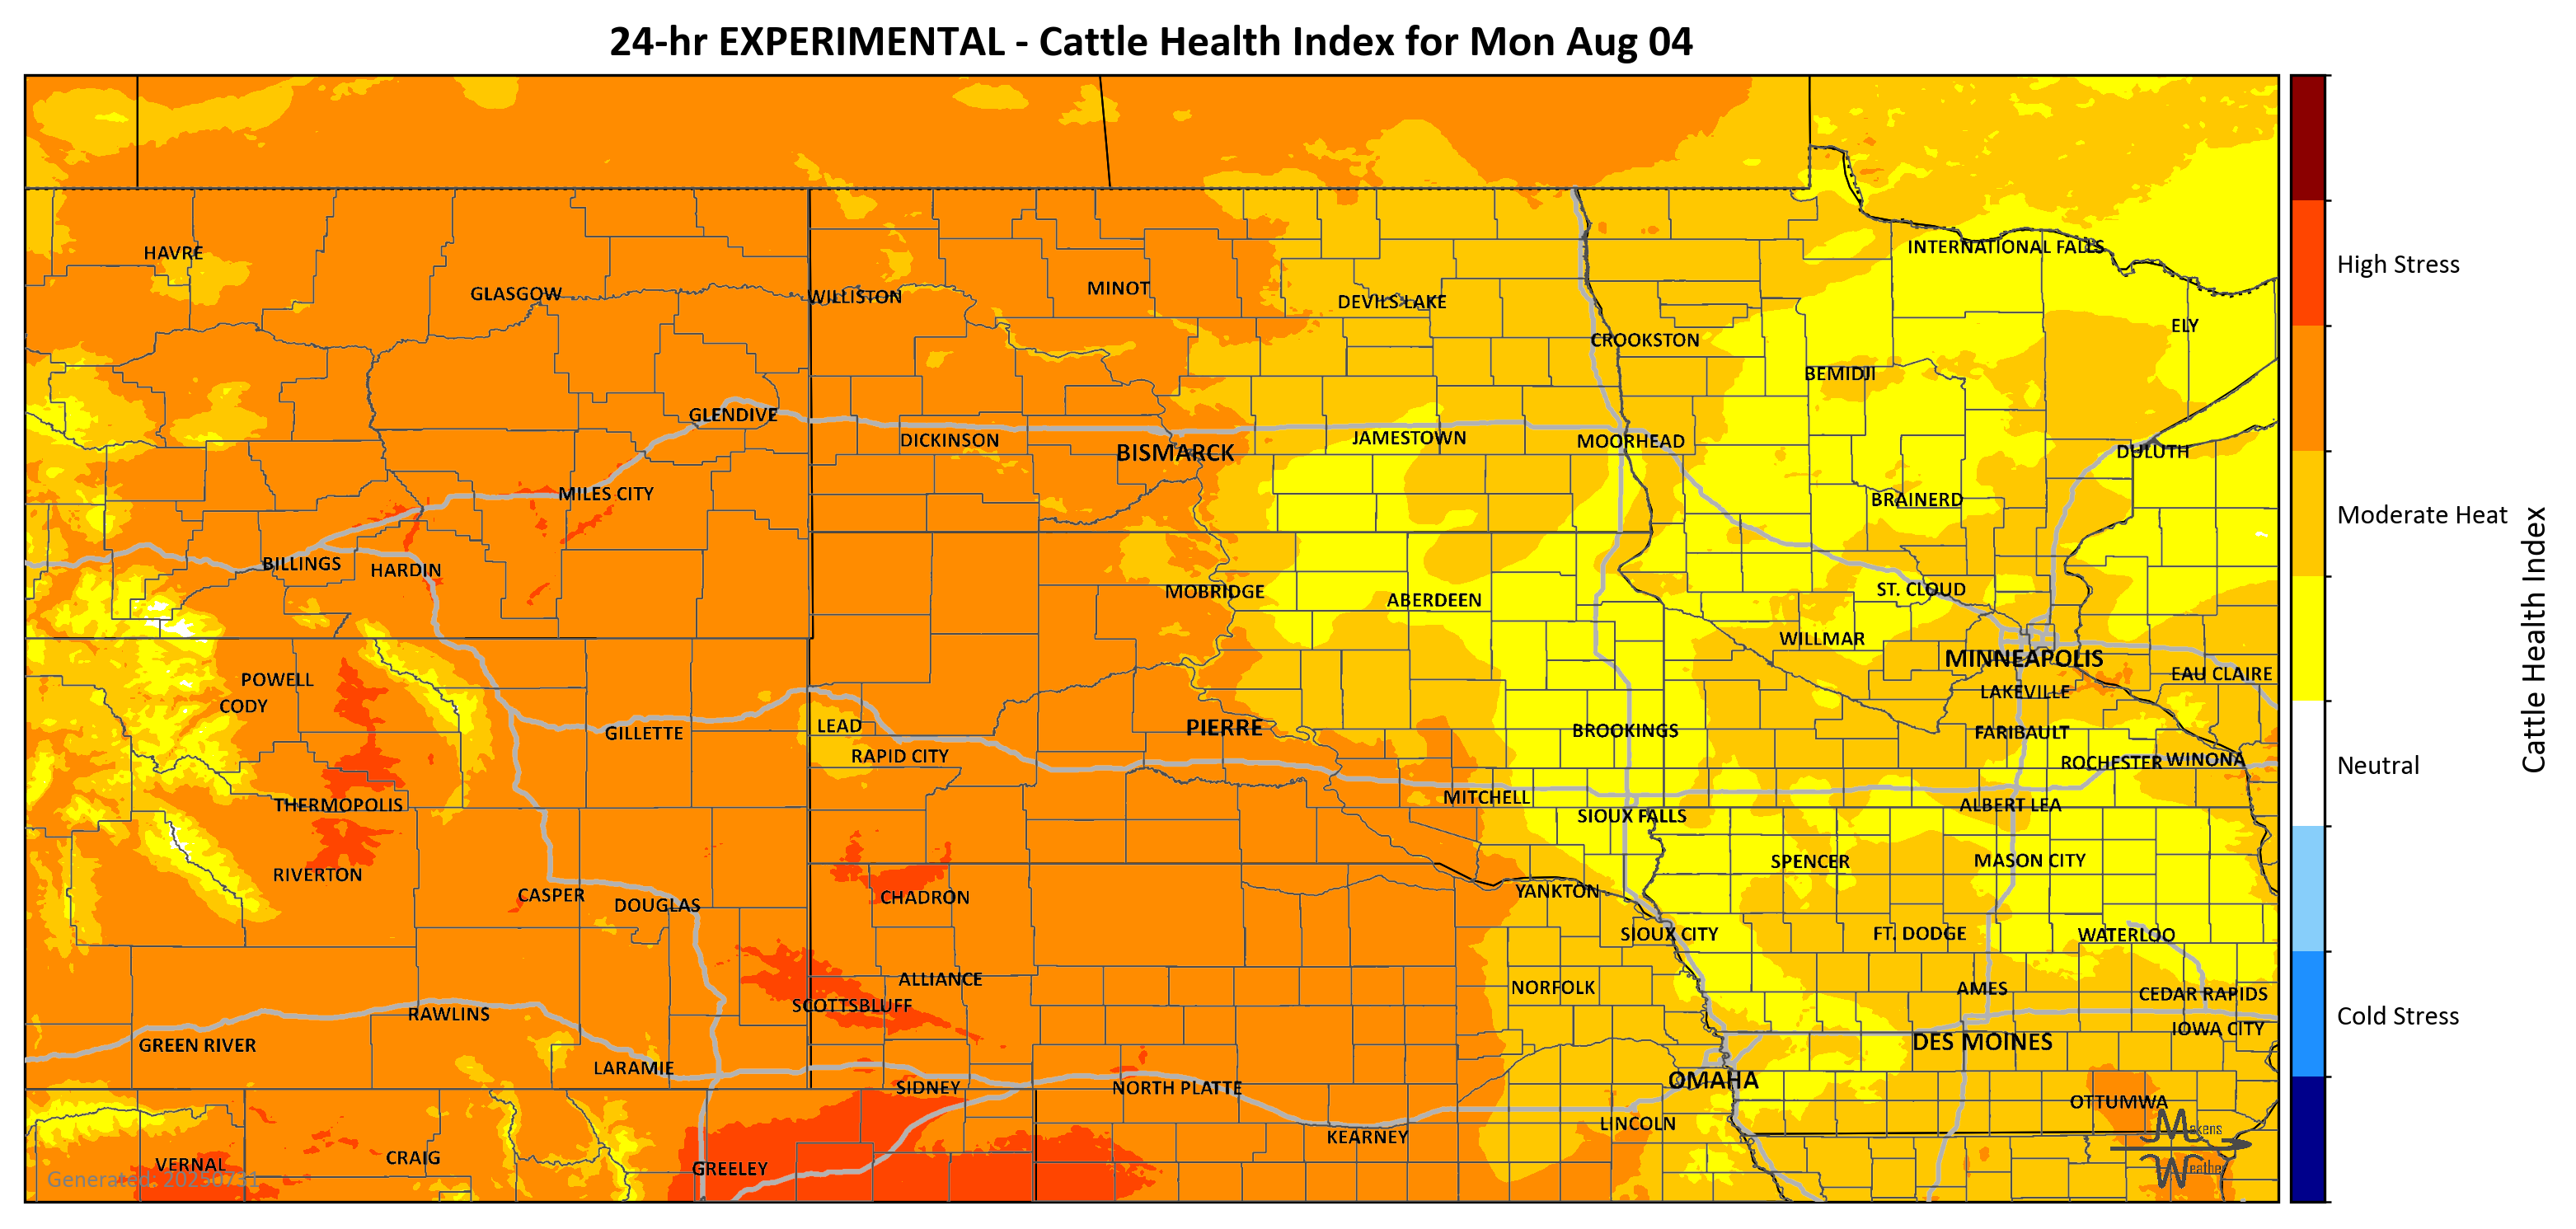 24-hr EXPERIMENTAL - Cattle Health Index for Mon Aug 04
HAVRE
INTERNATIONAL FALLS
High Stress
GLASGOW
WILLISTON
MINOT
DEVILS LAKE
ELY
CROOKSTON
BEMIDJI
GLENDIVE
DICKINSON
BISMARCK
JAMESTOWN
MOORHEAD
DULUTH
MILES CITY
BRAINERD
Moderate Heat
BILLINGS
HARDIN
MOBRIDGE
ABERDEEN
ST. CLOUD
WILLMAR
MINNEAPOLIS
Cattle Health Index
POWELL
EAU CLAIRE
CODY
LAKEVILLE
GILLETTE
LEAD
PIERRE
BROOKINGS
FARIBAULT
RAPID CITY
ROCHESTER
WINONA
Neutral
THERMOPOLIS
MITCHELL
ALBERT LEA
SIOUX FALLS
SPENCER
MASON CITY
RIVERTON
CASPER
DOUGLAS
CHADRON
YANKTON
SIOUX CITY
FT. DODGE
WATERLOO
ALLIANCE
NORFOLK
AMES
CEDAR RAPIDS
SCOTTSBLUFF
RAWLINS
Cold Stress
IOWA CITY
GREEN RIVER
DES MOINES
LARAMIE
SIDNEY
NORTH PLATTE
OMAHA
OTTUMWA
LINCOLN
KEARNEY
Makens
Weather
VERNAL
CRAIG
GREELEY
Generated: 20250731